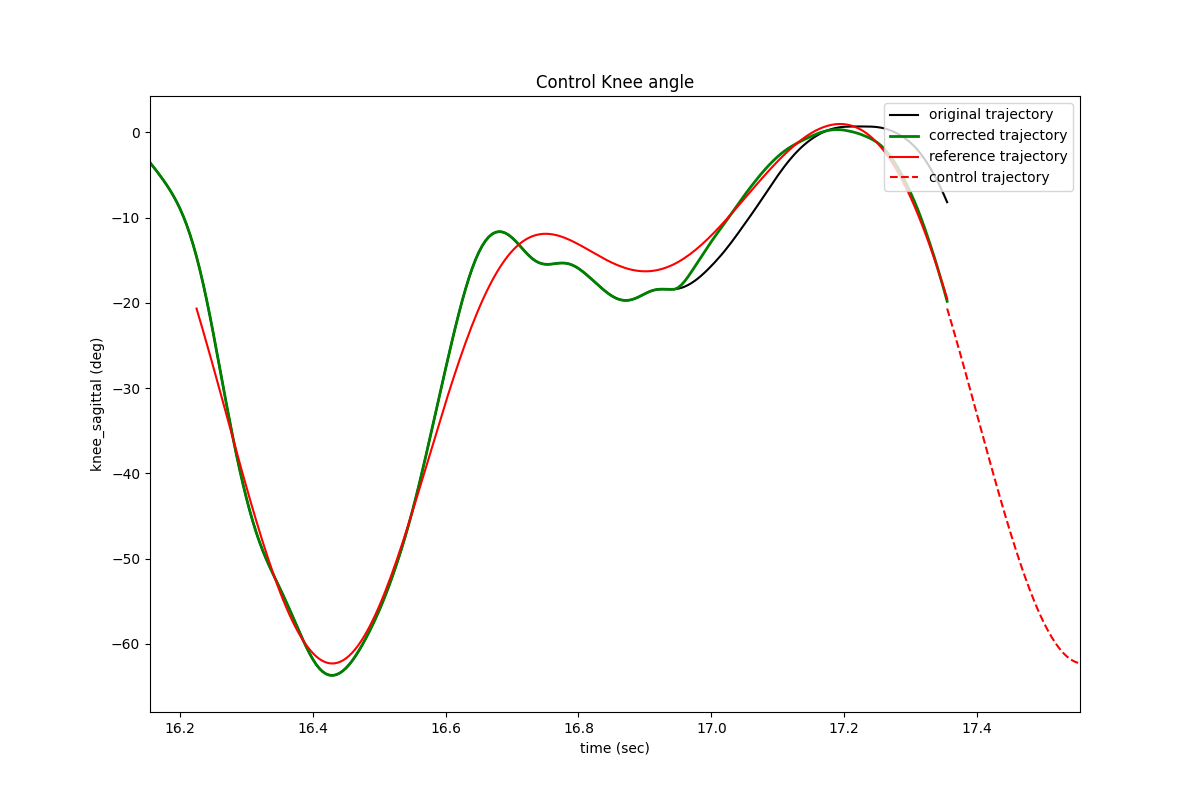 Control Knee angle
original trajectory
corrected trajectory
reference trajectory
control trajectory
knee_sagittal (deg)
0
−10
−20
−30
−40
−50
−60
16.2 16.4 16.6 16.8 17.0 17.2 17.4
time (sec)